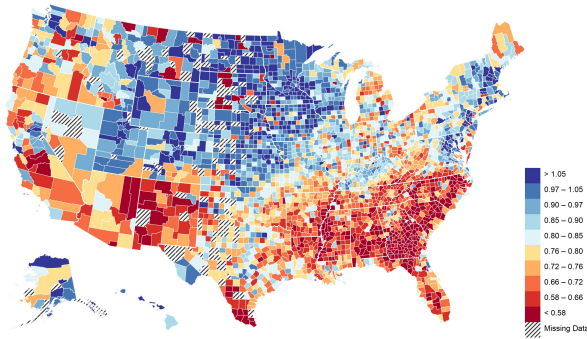 > 1.05
0.97 – 1.05
0.90 – 0.97
0.85 – 0.90
0.80 – 0.85
0.76 – 0.80
0.72 – 0.76
0.66 – 0.72
0.58 – 0.66
< 0.58
Missing Data